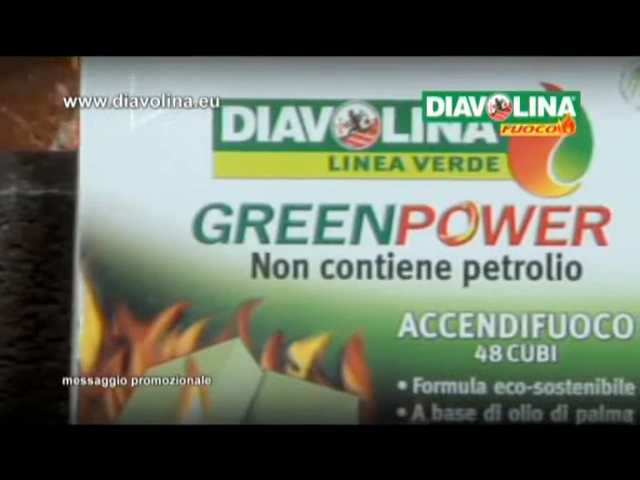 www.diavolina.eu
DIAVOLINA
FUOCO
DIAVOLINA
LINEA VERDE
GREENPOWER
Non contiene petrolio
ACCENDIFUOCO
48 CUBI
• Formula eco-sostenibile
• A base di olio di palma
messaggio promozionale